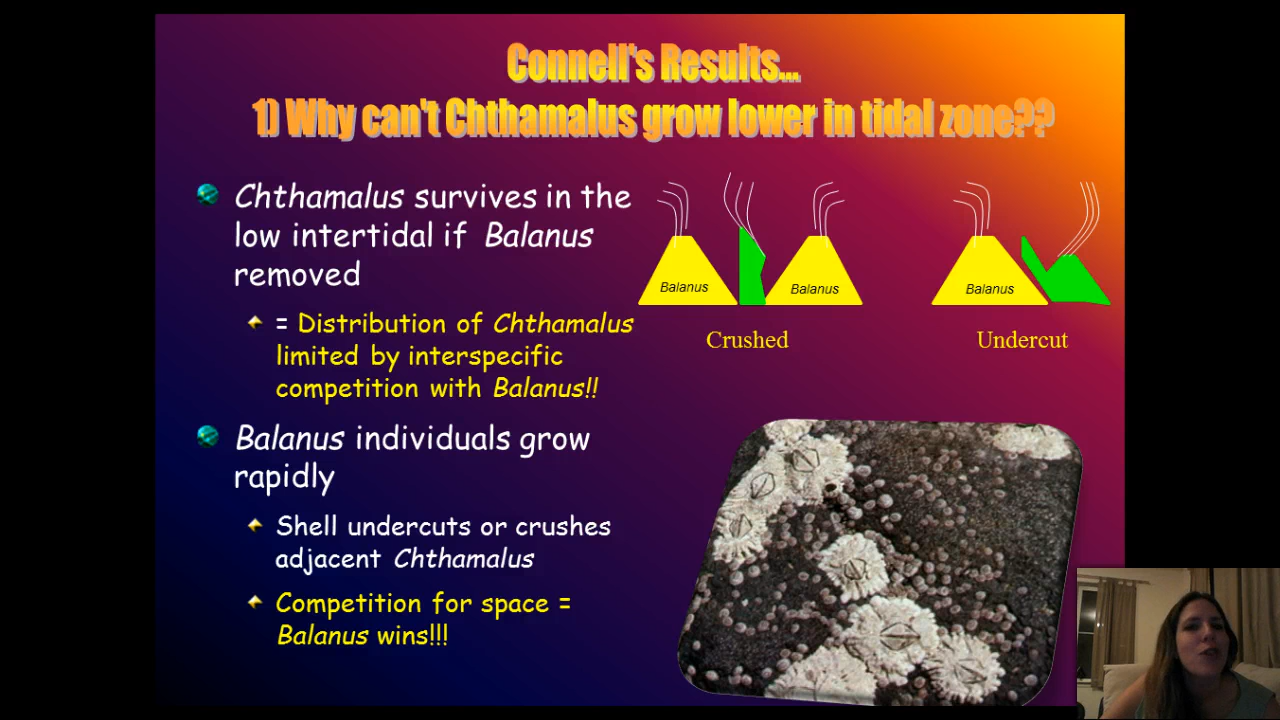 Connell's Results...
1) Why can't Chthamalus grow lower in tidal zone??
Chthamalus survives in the
low intertidal if Balanus
removed
= Distribution of Chthamalus
limited by interspecific
competition with Balanus!!
Balanus individuals grow
rapidly
Shell undercuts or crushes
adjacent Chthamalus
Competition for space =
Balanus wins!!!
Balanus
Balanus
Balanus
Crushed
Undercut